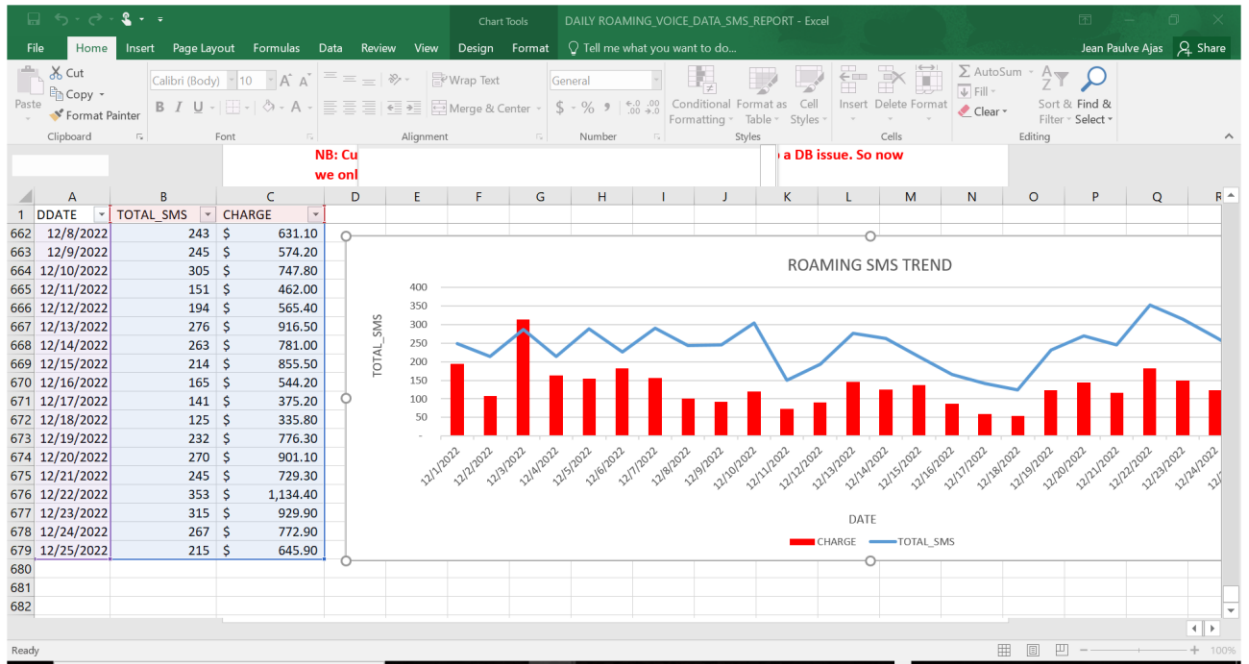 Chart Tools DAILY ROAMING_VOICE_DATA_SMS_REPORT - Excel
File Home Insert Page Layout Formulas Data Review View Design Format Tell me what you want to do... Jean Paulve Ajas Share
Paste
Cut
Copy
Format Painter
Clipboard
Calibri (Body) 10 A A
B I U A
Font
Wrap Text
Merge & Center
Alignment
General
$ % , .0 .00 .00 .0
Number
Conditional Formatting
Format as Table
Cell Styles
Styles
Insert Delete Format
Cells
AutoSum
Fill
Clear
Sort & Filter
Find & Select
Editing
NB: Cu a DB issue. So now
we onl
A B C D E F G H I J K L M N O P Q R
1 DDATE TOTAL_SMS CHARGE
662 12/8/2022 243 $ 631.10
663 12/9/2022 245 $ 574.20
664 12/10/2022 305 $ 747.80
665 12/11/2022 151 $ 462.00
666 12/12/2022 194 $ 565.40
667 12/13/2022 276 $ 916.50
668 12/14/2022 263 $ 781.00
669 12/15/2022 214 $ 855.50
670 12/16/2022 165 $ 544.20
671 12/17/2022 141 $ 375.20
672 12/18/2022 125 $ 335.80
673 12/19/2022 232 $ 776.30
674 12/20/2022 270 $ 901.10
675 12/21/2022 245 $ 729.30
676 12/22/2022 353 $ 1,134.40
677 12/23/2022 315 $ 929.90
678 12/24/2022 267 $ 772.90
679 12/25/2022 215 $ 645.90
680
681
682
ROAMING SMS TREND
TOTAL_SMS
400
350
300
250
200
150
100
50
-
12/1/2022 12/2/2022 12/3/2022 12/4/2022 12/5/2022 12/6/2022 12/7/2022 12/8/2022 12/9/2022 12/10/2022 12/11/2022 12/12/2022 12/13/2022 12/14/2022 12/15/2022 12/16/2022 12/17/2022 12/18/2022 12/19/2022 12/20/2022 12/21/2022 12/22/2022 12/23/2022 12/24/2022
DATE
CHARGE TOTAL_SMS
Ready 100%